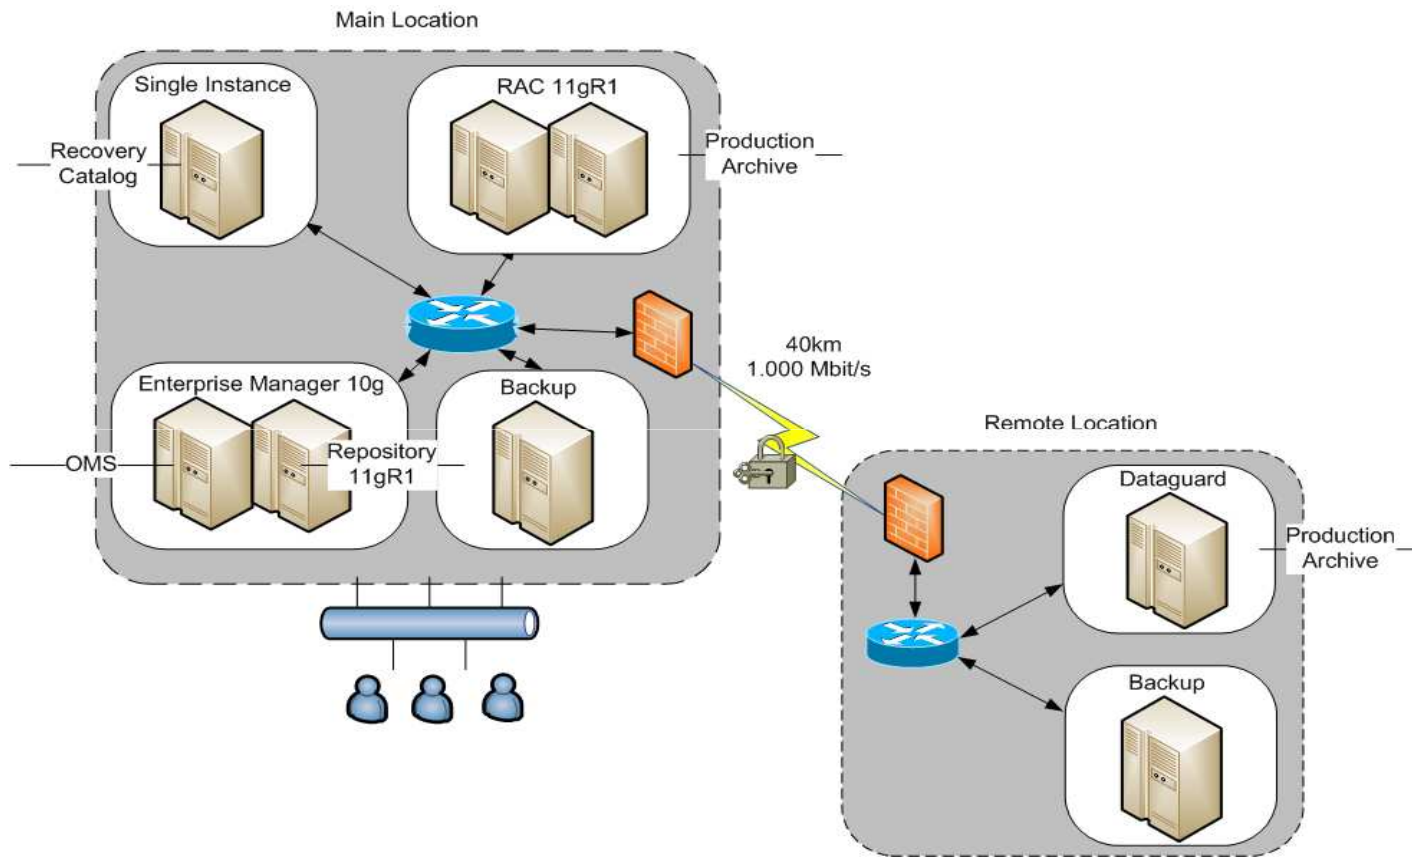 Main Location
Single Instance
RAC 11gR1
Recovery
Catalog
Production
Archive
40km
1.000 Mbit/s
Enterprise Manager 10g
Backup
OMS
Repository
11gR1
Remote Location
Dataguard
Production
Archive
Backup